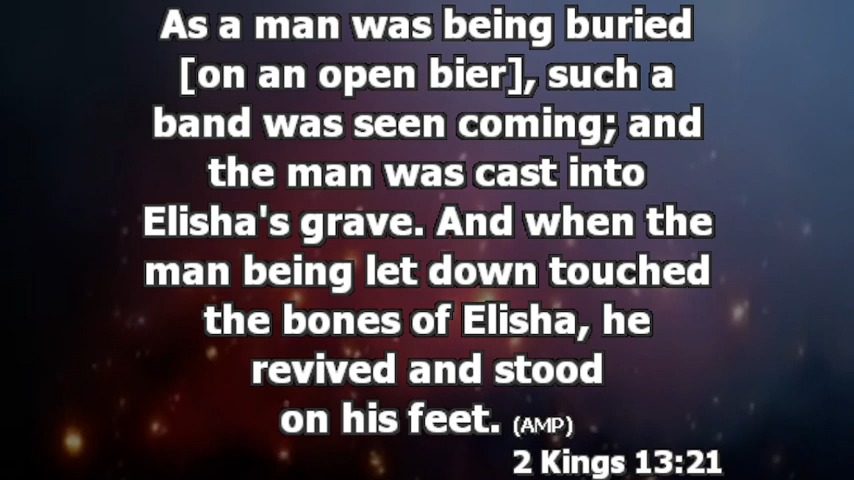 As a man was being buried
[on an open bier], such a
band was seen coming; and
the man was cast into
Elisha's grave. And when the
man being let down touched
the bones of Elisha, he
revived and stood
on his feet. (AMP)
2 Kings 13:21